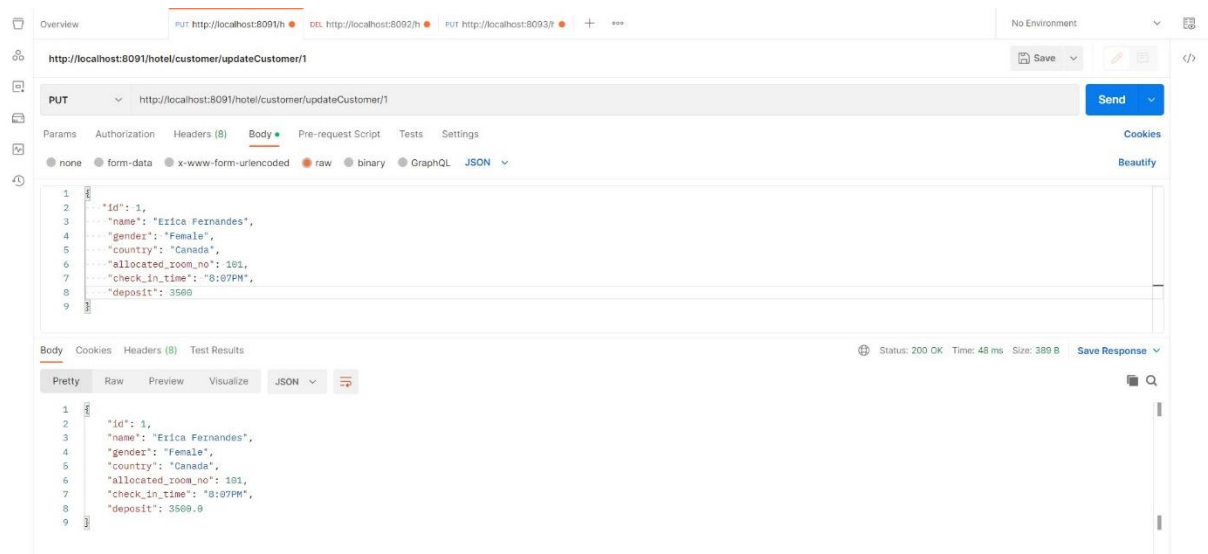 Overview PUT http://localhost:8091/h DEL http://localhost:8092/h PUT http://localhost:8093/h No Environment
http://localhost:8091/hotel/customer/updateCustomer/1 Save
PUT http://localhost:8091/hotel/customer/updateCustomer/1 Send
Params Authorization Headers (8) Body Pre-request Script Tests Settings Cookies
none form-data x-www-form-urlencoded raw binary GraphQL JSON Beautify
1 {
2 "id": 1,
3 "name": "Erica Fernandes",
4 "gender": "Female",
5 "country": "Canada",
6 "allocated_room_no": 101,
7 "check_in_time": "8:07PM",
8 "deposit": 3500
9 }
Body Cookies Headers (8) Test Results Status: 200 OK Time: 48 ms Size: 389 B Save Response
Pretty Raw Preview Visualize JSON
1 {
2 "id": 1,
3 "name": "Erica Fernandes",
4 "gender": "Female",
5 "country": "Canada",
6 "allocated_room_no": 101,
7 "check_in_time": "8:07PM",
8 "deposit": 3500.0
9 }